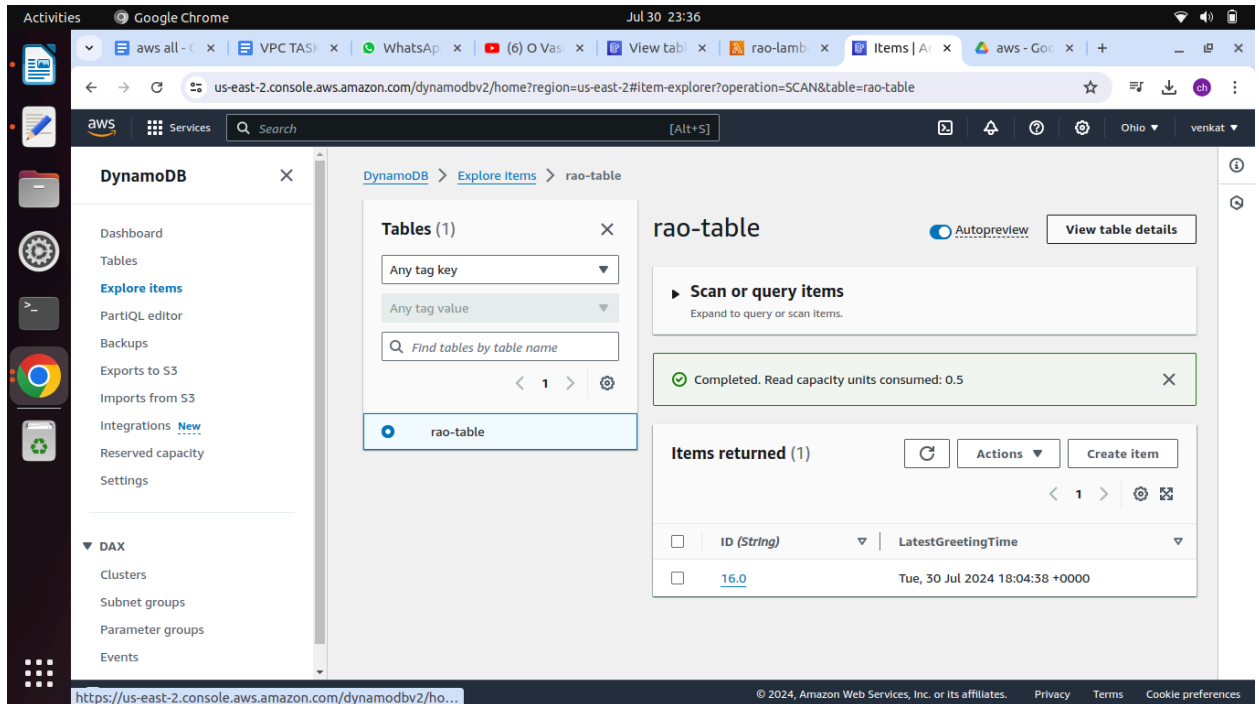 Activities
Google Chrome
Jul 30 23:36
aws all - G
VPC TASK
WhatsAp
(6) O Vas
View tabl
rao-lamb
Items | A
aws - Goo
us-east-2.console.aws.amazon.com/dynamodbv2/home?region=us-east-2#item-explorer?operation=SCAN&table=rao-table
ch
aws
Services
Search
[Alt+S]
Ohio
venkat
DynamoDB
Dashboard
Tables
Explore items
PartiQL editor
Backups
Exports to S3
Imports from S3
Integrations New
Reserved capacity
Settings
DAX
Clusters
Subnet groups
Parameter groups
Events
https://us-east-2.console.aws.amazon.com/dynamodbv2/ho...
DynamoDB > Explore items > rao-table
Tables (1)
Any tag key
Any tag value
Find tables by table name
1
rao-table
rao-table
Autopreview
View table details
Scan or query items
Expand to query or scan items.
Completed. Read capacity units consumed: 0.5
Items returned (1)
Actions
Create item
1
ID (String)
LatestGreetingTime
16.0
Tue, 30 Jul 2024 18:04:38 +0000
© 2024, Amazon Web Services, Inc. or its affiliates.
Privacy
Terms
Cookie preferences